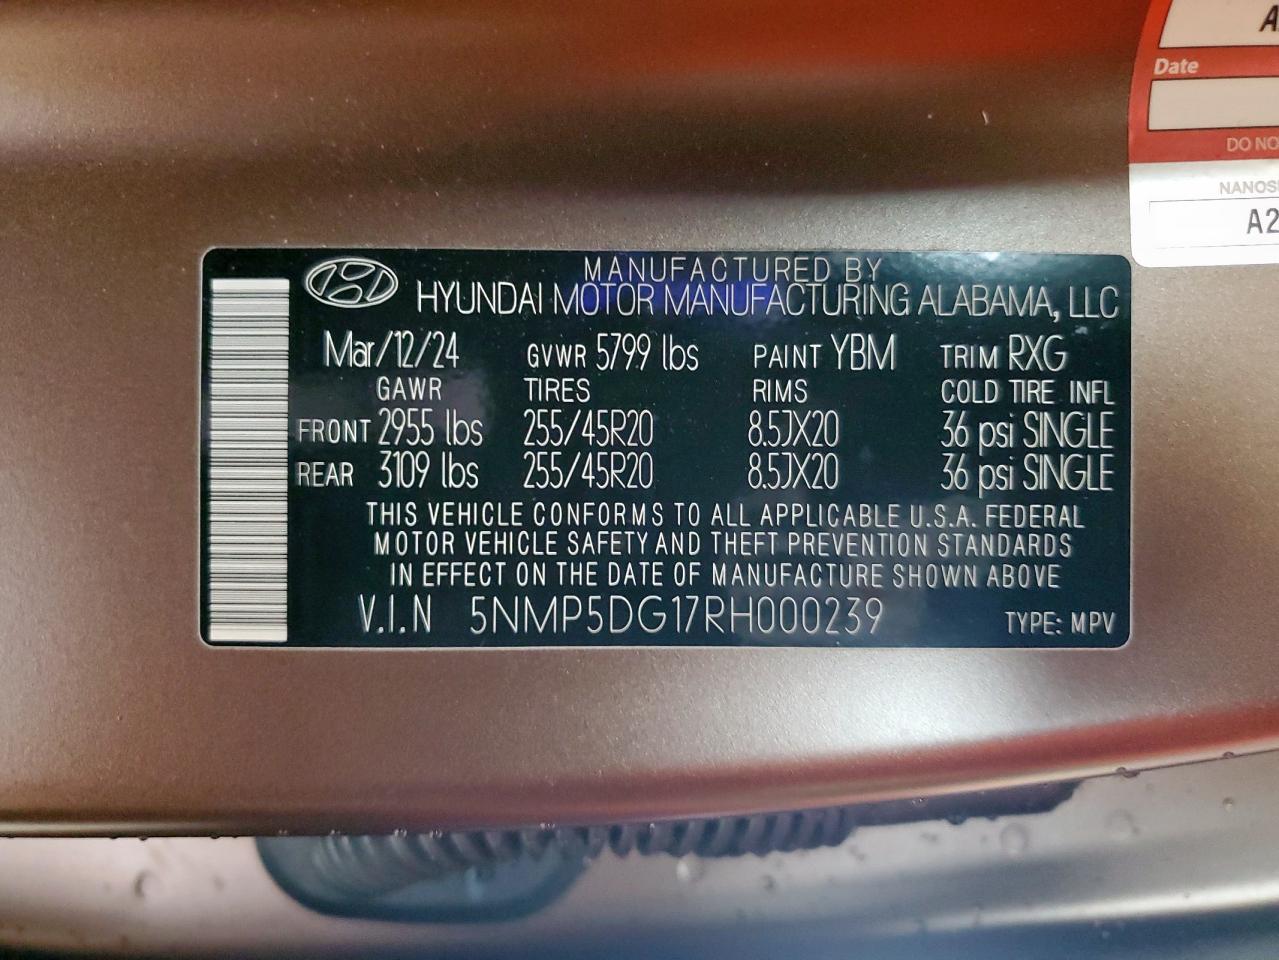 A
Date
DO NO
NANOS
A2
MANUFACTURED BY
HYUNDAI MOTOR MANUFACTURING ALABAMA, LLC
Mar/12/24 GVWR 5799 lbs PAINT YBM TRIM RXG
GAWR TIRES RIMS COLD TIRE INFL
FRONT 2955 lbs 255/45R20 8.5JX20 36 psi SINGLE
REAR 3109 lbs 255/45R20 8.5JX20 36 psi SINGLE
THIS VEHICLE CONFORMS TO ALL APPLICABLE U.S.A. FEDERAL
MOTOR VEHICLE SAFETY AND THEFT PREVENTION STANDARDS
IN EFFECT ON THE DATE OF MANUFACTURE SHOWN ABOVE
V.I.N 5NMP5DG17RH000239 TYPE: MPV